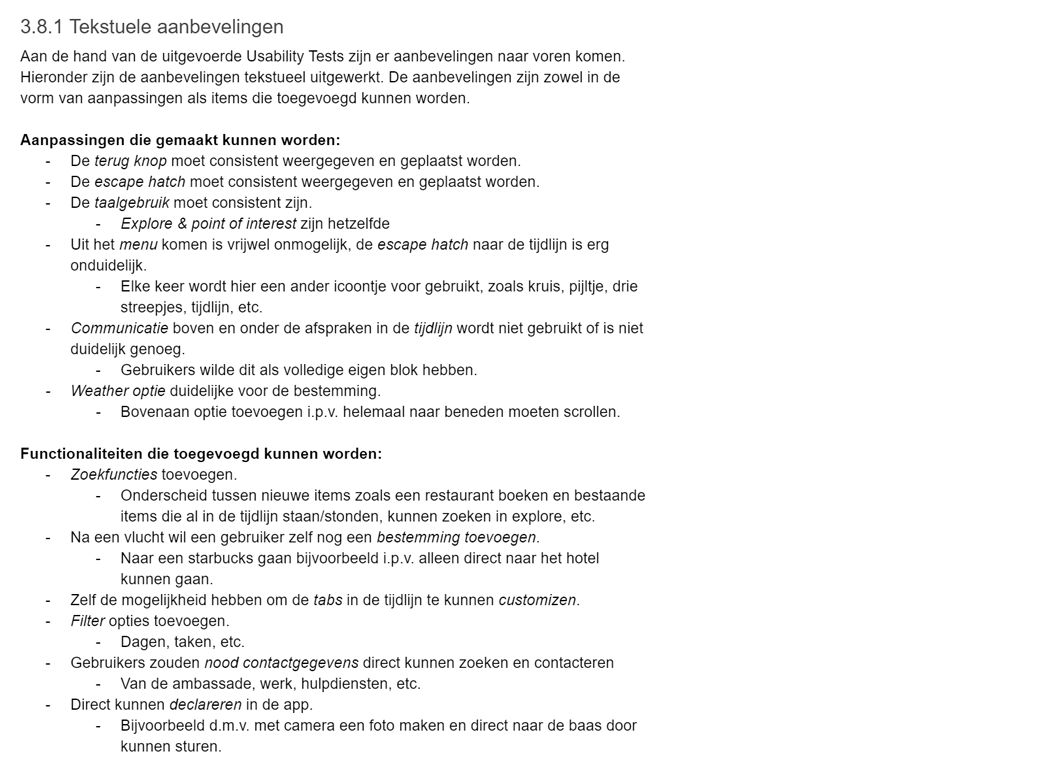 3.8.1 Tekstuele aanbevelingen
Aan de hand van de uitgevoerde Usability Tests zijn er aanbevelingen naar voren komen.
Hieronder zijn de aanbevelingen tekstueel uitgewerkt. De aanbevelingen zijn zowel in de
vorm van aanpassingen als items die toegevoegd kunnen worden.
Aanpassingen die gemaakt kunnen worden:
- De terug knop moet consistent weergegeven en geplaatst worden.
- De escape hatch moet consistent weergegeven en geplaatst worden.
- De taalgebruik moet consistent zijn.
- Explore & point of interest zijn hetzelfde
- Uit het menu komen is vrijwel onmogelijk, de escape hatch naar de tijdlijn is erg
onduidelijk.
- Elke keer wordt hier een ander icoontje voor gebruikt, zoals kruis, pijltje, drie
streepjes, tijdlijn, etc.
- Communicatie boven en onder de afspraken in de tijdlijn wordt niet gebruikt of is niet
duidelijk genoeg.
- Gebruikers wilde dit als volledige eigen blok hebben.
- Weather optie duidelijke voor de bestemming.
- Bovenaan optie toevoegen i.p.v. helemaal naar beneden moeten scrollen.
Functionaliteiten die toegevoegd kunnen worden:
- Zoekfuncties toevoegen.
- Onderscheid tussen nieuwe items zoals een restaurant boeken en bestaande
items die al in de tijdlijn staan/stonden, kunnen zoeken in explore, etc.
- Na een vlucht wil een gebruiker zelf nog een bestemming toevoegen.
- Naar een starbucks gaan bijvoorbeeld i.p.v. alleen direct naar het hotel
kunnen gaan.
- Zelf de mogelijkheid hebben om de tabs in de tijdlijn te kunnen customizen.
- Filter opties toevoegen.
- Dagen, taken, etc.
- Gebruikers zouden nood contactgegevens direct kunnen zoeken en contacteren
- Van de ambassade, werk, hulpdiensten, etc.
- Direct kunnen declareren in de app.
- Bijvoorbeeld d.m.v. met camera een foto maken en direct naar de baas door
kunnen sturen.